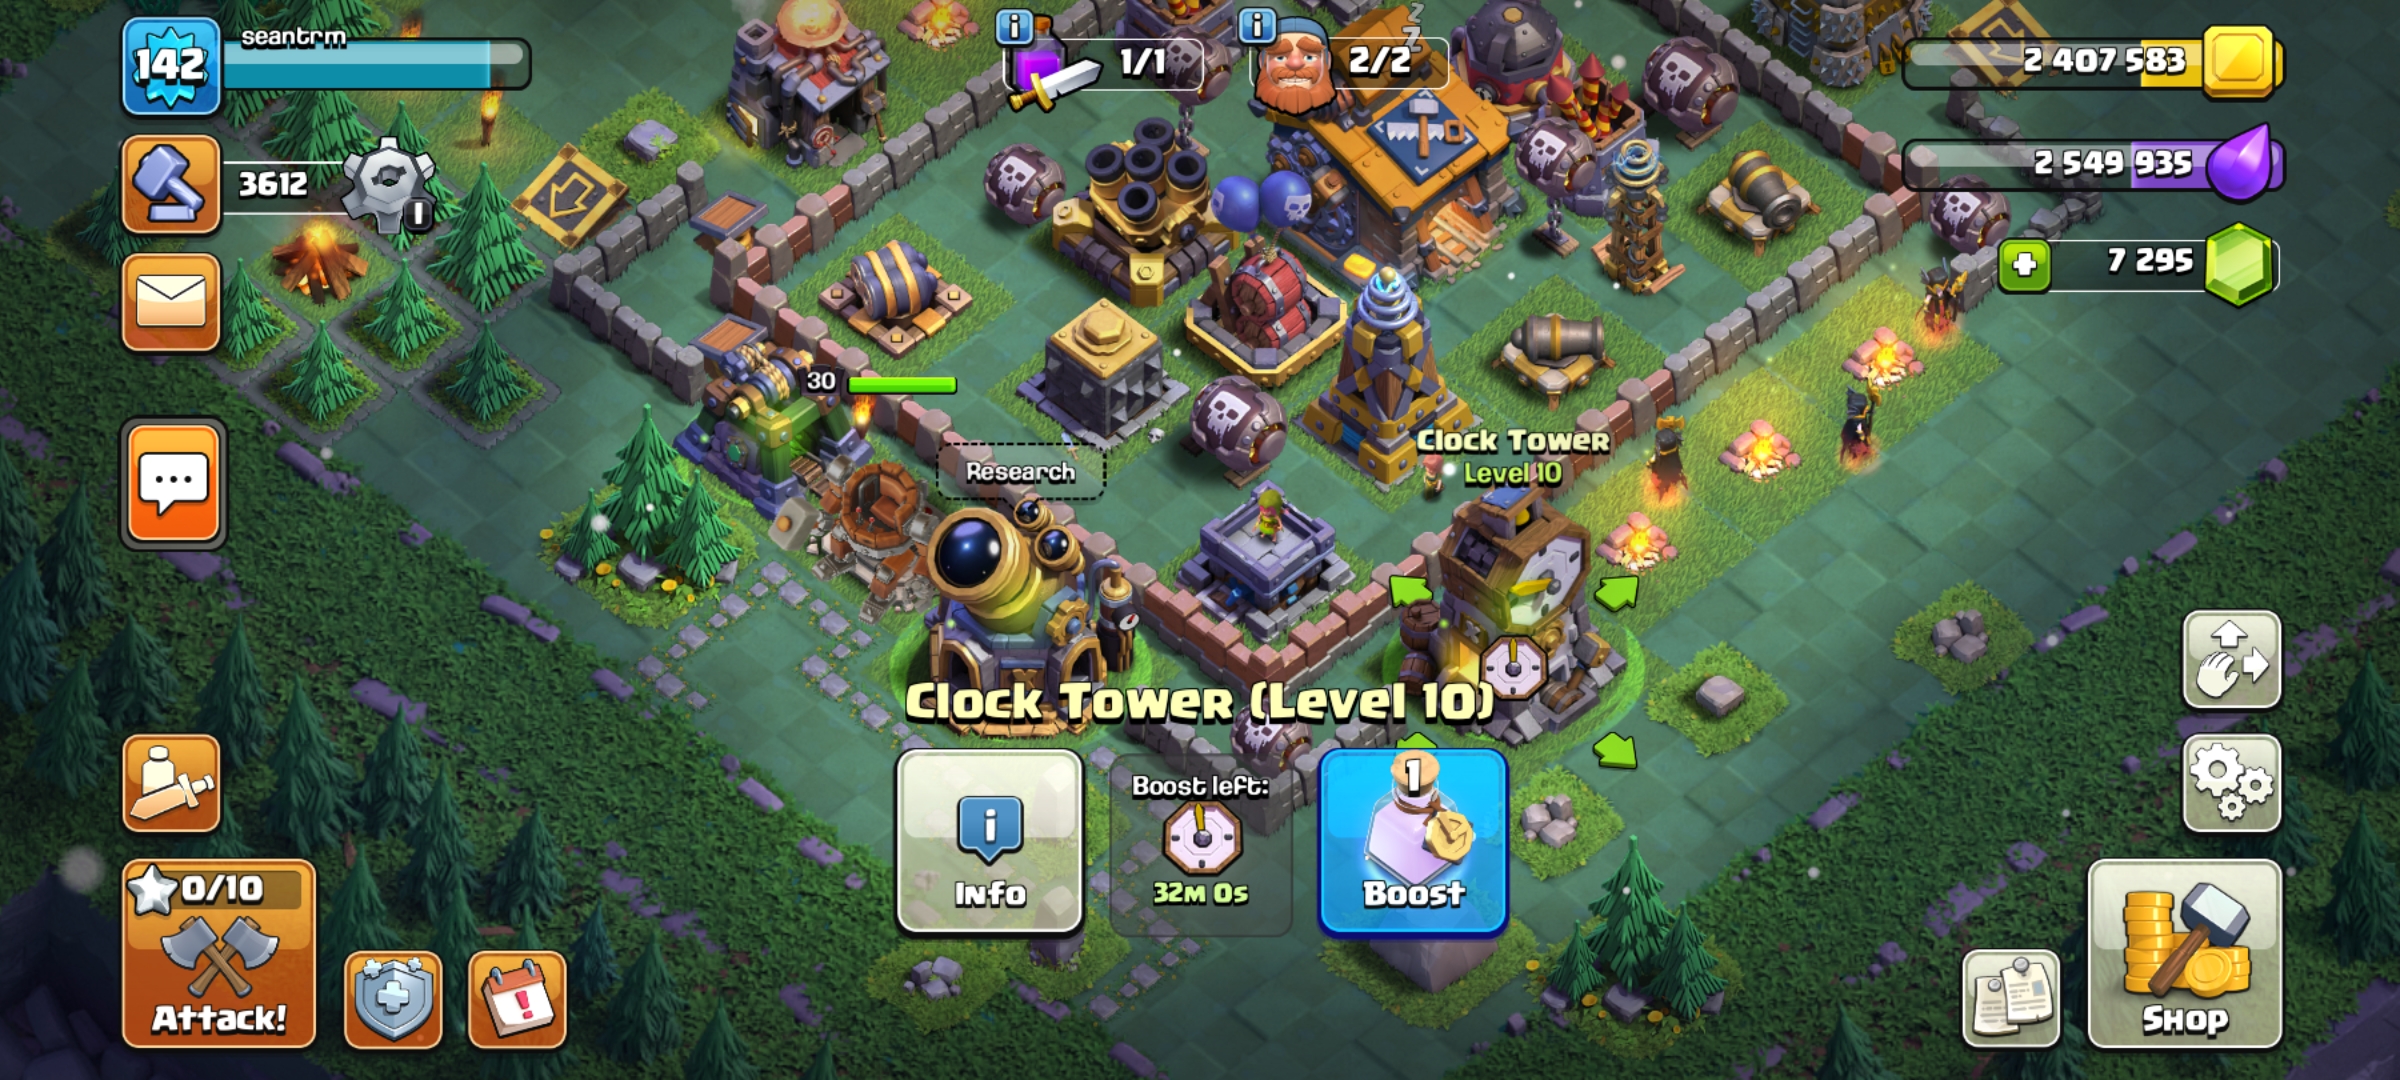 142
seantrm
1/1
2/2
2 407 583
3612
2 549 935
7 295
30
Research
Clock Tower
Level 10
Clock Tower (Level 10)
Info
Boost left:
32m 0s
1
Boost
0/10
Attack!
Shop